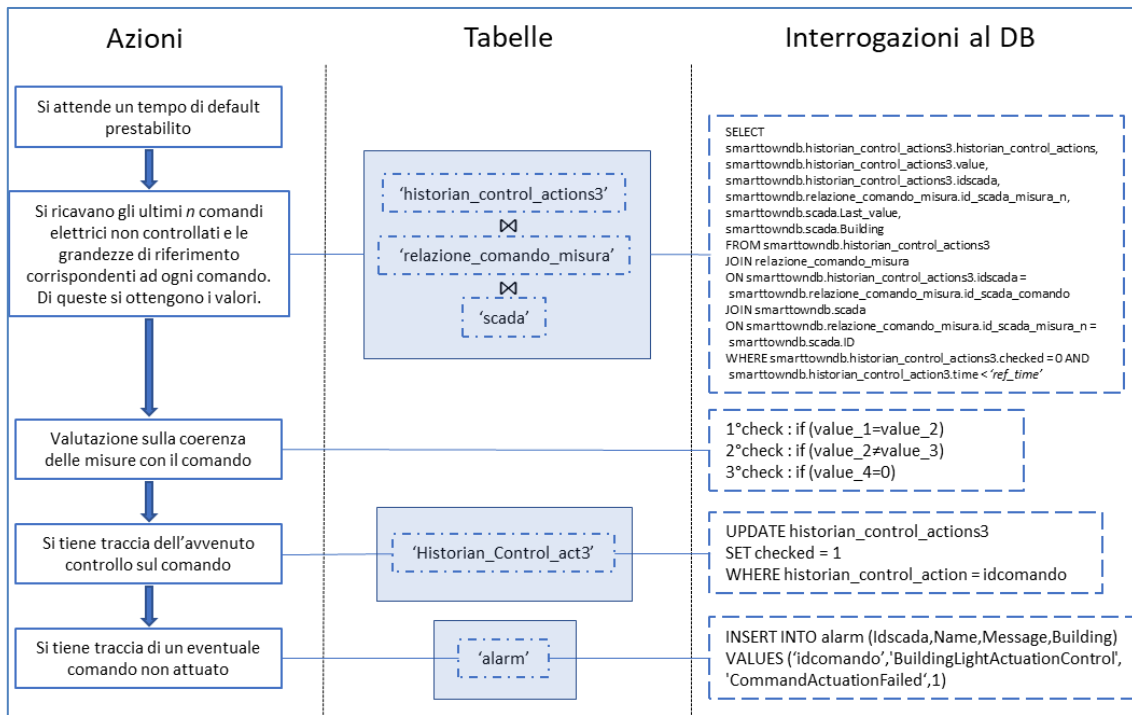 Azioni
Tabelle
Interrogazioni al DB
Si attende un tempo di default
prestabilito
Si ricavano gli ultimi n comandi
elettrici non controllati e le
grandezze di riferimento
corrispondenti ad ogni comando.
Di queste si ottengono i valori.
‘historian_control_actions3’
⋈
‘relazione_comando_misura’
⋈
‘scada’
SELECT
smarttowndb.historian_control_actions3.historian_control_actions,
smarttowndb.historian_control_actions3.value,
smarttowndb.historian_control_actions3.idscada,
smarttowndb.relazione_comando_misura.id_scada_misura_n,
smarttowndb.scada.Last_value,
smarttowndb.scada.Building
FROM smarttowndb.historian_control_actions3
JOIN relazione_comando_misura
ON smarttowndb.historian_control_actions3.idscada =
smarttowndb.relazione_comando_misura.id_scada_comando
JOIN smarttowndb.scada
ON smarttowndb.relazione_comando_misura.id_scada_misura_n =
smarttowndb.scada.ID
WHERE smarttowndb.historian_control_actions3.checked = 0 AND
smarttowndb.historian_control_action3.time < ‘ref_time’
Valutazione sulla coerenza
delle misure con il comando
1°check : if (value_1=value_2)
2°check : if (value_2≠value_3)
3°check : if (value_4=0)
Si tiene traccia dell’avvenuto
controllo sul comando
‘Historian_Control_act3’
UPDATE historian_control_actions3
SET checked = 1
WHERE historian_control_action = idcomando
Si tiene traccia di un eventuale
comando non attuato
‘alarm’
INSERT INTO alarm (Idscada,Name,Message,Building)
VALUES (‘idcomando’,'BuildingLightActuationControl',
'CommandActuationFailed‘,1)